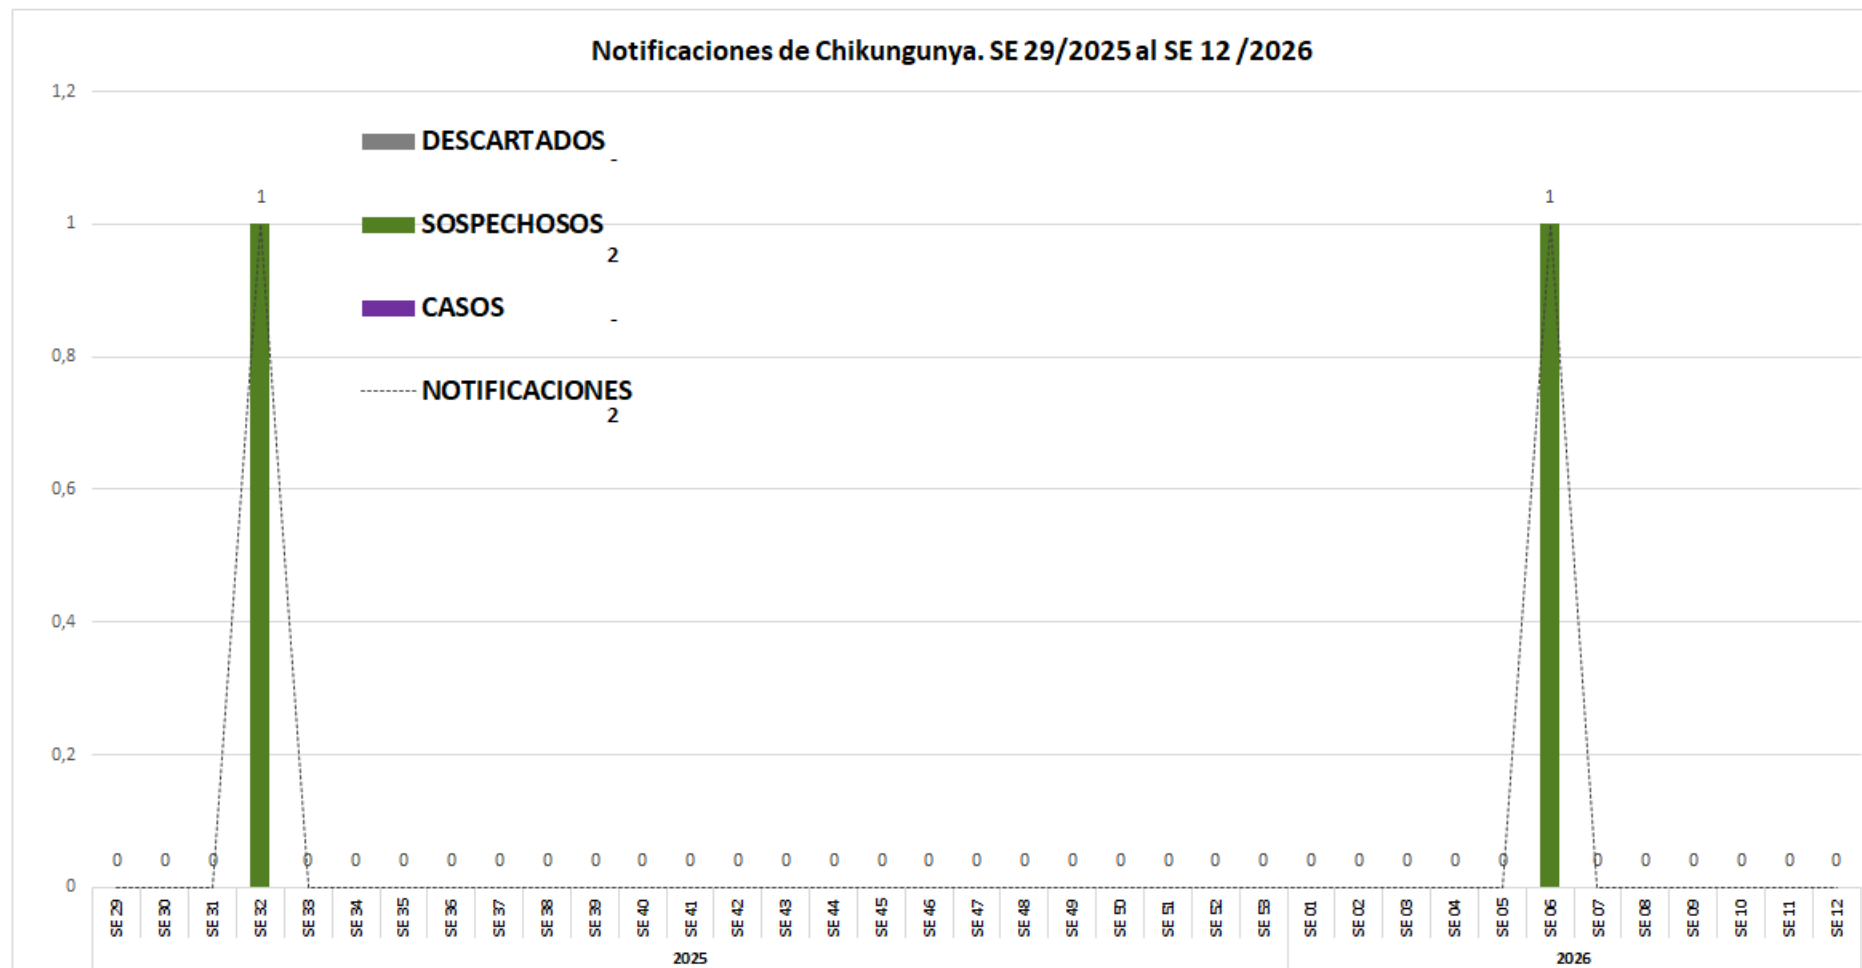 Notificaciones de Chikungunya. SE 29/2025 al SE 12 /2026
1,2
1
0,8
0,6
0,4
0,2
0
DESCARTADOS
-
SOSPECHOSOS
2
CASOS
-
NOTIFICACIONES
2
1 1
0 0 0 0 0 0 0 0 0 0 0 0 0 0 0 0 0 0 0 0 0 0 0 0 0 0 0 0 0 0 0 0 0 0 0
SE 29 SE 30 SE 31 SE 32 SE 33 SE 34 SE 35 SE 36 SE 37 SE 38 SE 39 SE 40 SE 41 SE 42 SE 43 SE 44 SE 45 SE 46 SE 47 SE 48 SE 49 SE 50 SE 51 SE 52 SE 53 SE 01 SE 02 SE 03 SE 04 SE 05 SE 06 SE 07 SE 08 SE 09 SE 10 SE 11 SE 12
2025 2026